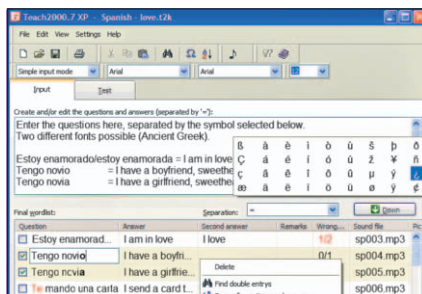 Teach2000.7 XP - Spanish - love.t2k
File Edit View Settings Help
Simple input mode Arial Arial 12
Input Test
Create and/or edit the questions and answers (separated by '='):
Enter the questions here, separated by the symbol selected below.
Two different fonts possible (Ancient Greek).
Estoy enamorado/estoy enamorada = I am in love
Tengo novio = I have a boyfriend, sweethe
Tengo novia = I have a girlfriend, sweethe
Final wordlist: Separation: = Down
Question Answer Second answer Remarks Wrong... Sound file Pic
Estoy enamorad... I am in love I love sp003.mp3
Tengo novio I have a boyfri... 0/1 sp004.mp3
Tengo novia I have a girlfrie... sp005.mp3
Te mando una carta I send a card t... sp006.mp3
Delete
Find double entrys